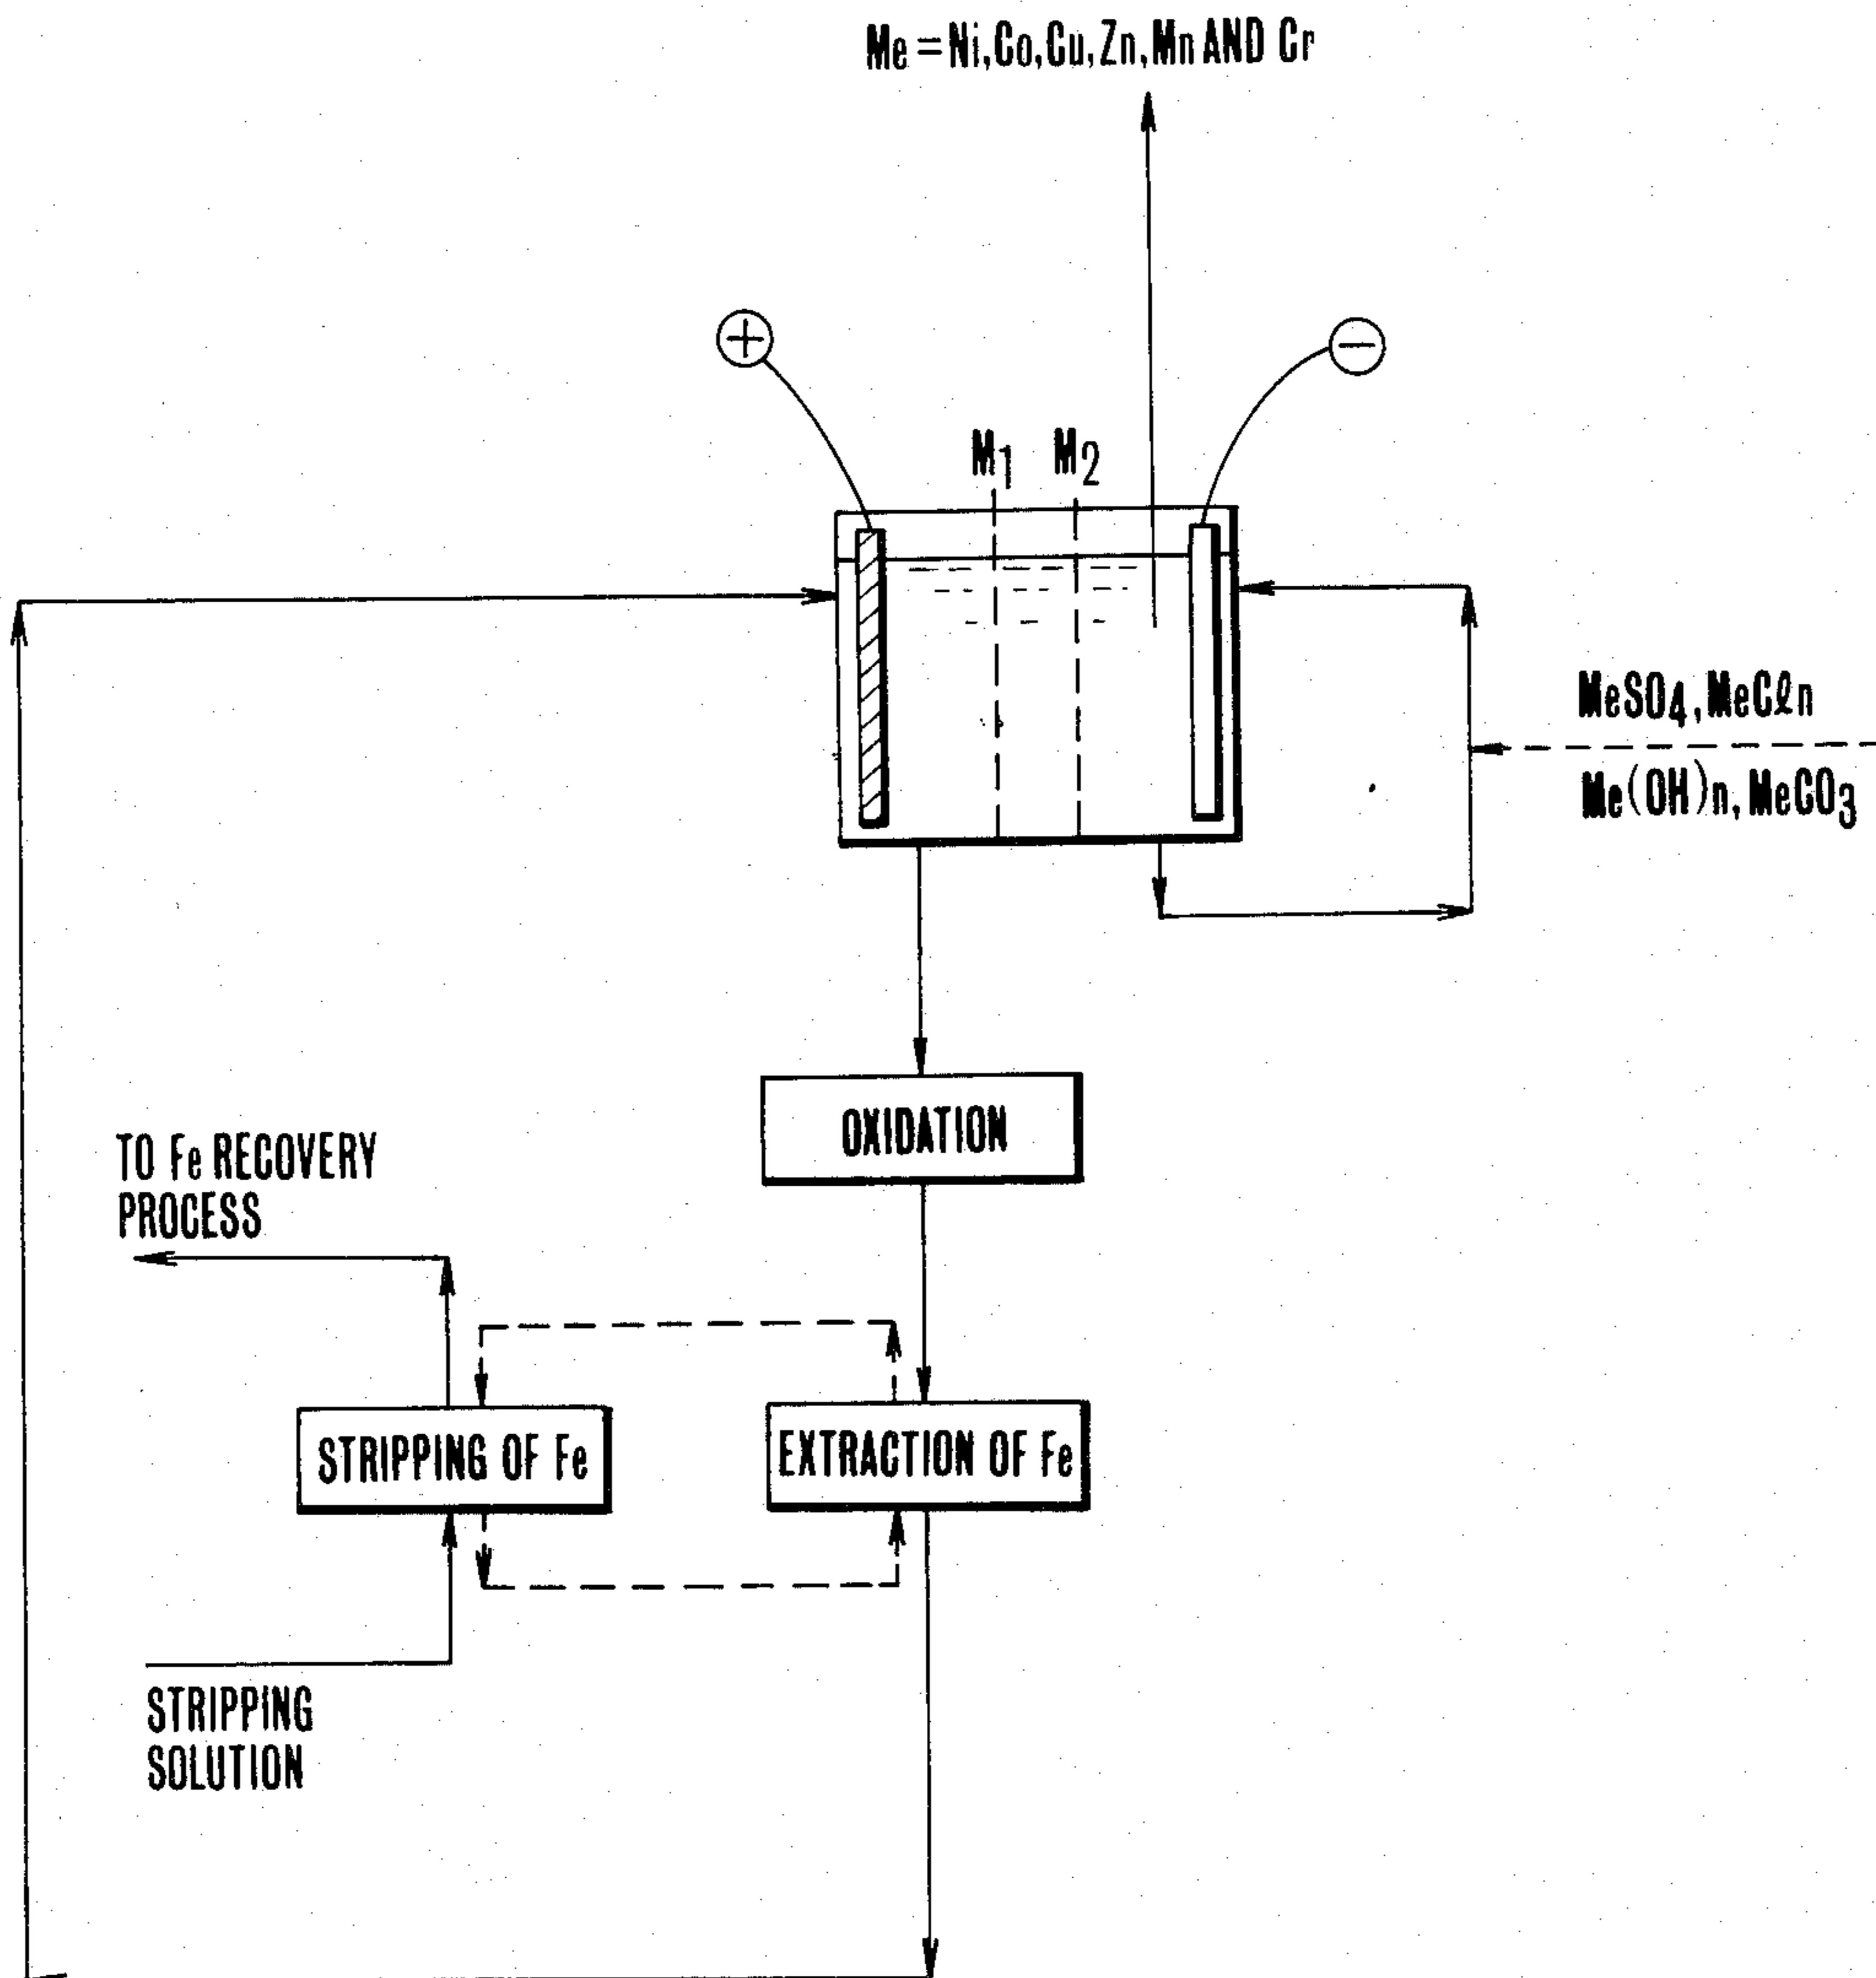 Me = Ni, Co, Cu, Zn, Mn AND Cr
+
−
M₁ M₂
MeSO₄, MeCℓn
Me(OH)n, MeCO₃
OXIDATION
TO Fe RECOVERY
PROCESS
STRIPPING OF Fe
EXTRACTION OF Fe
STRIPPING
SOLUTION